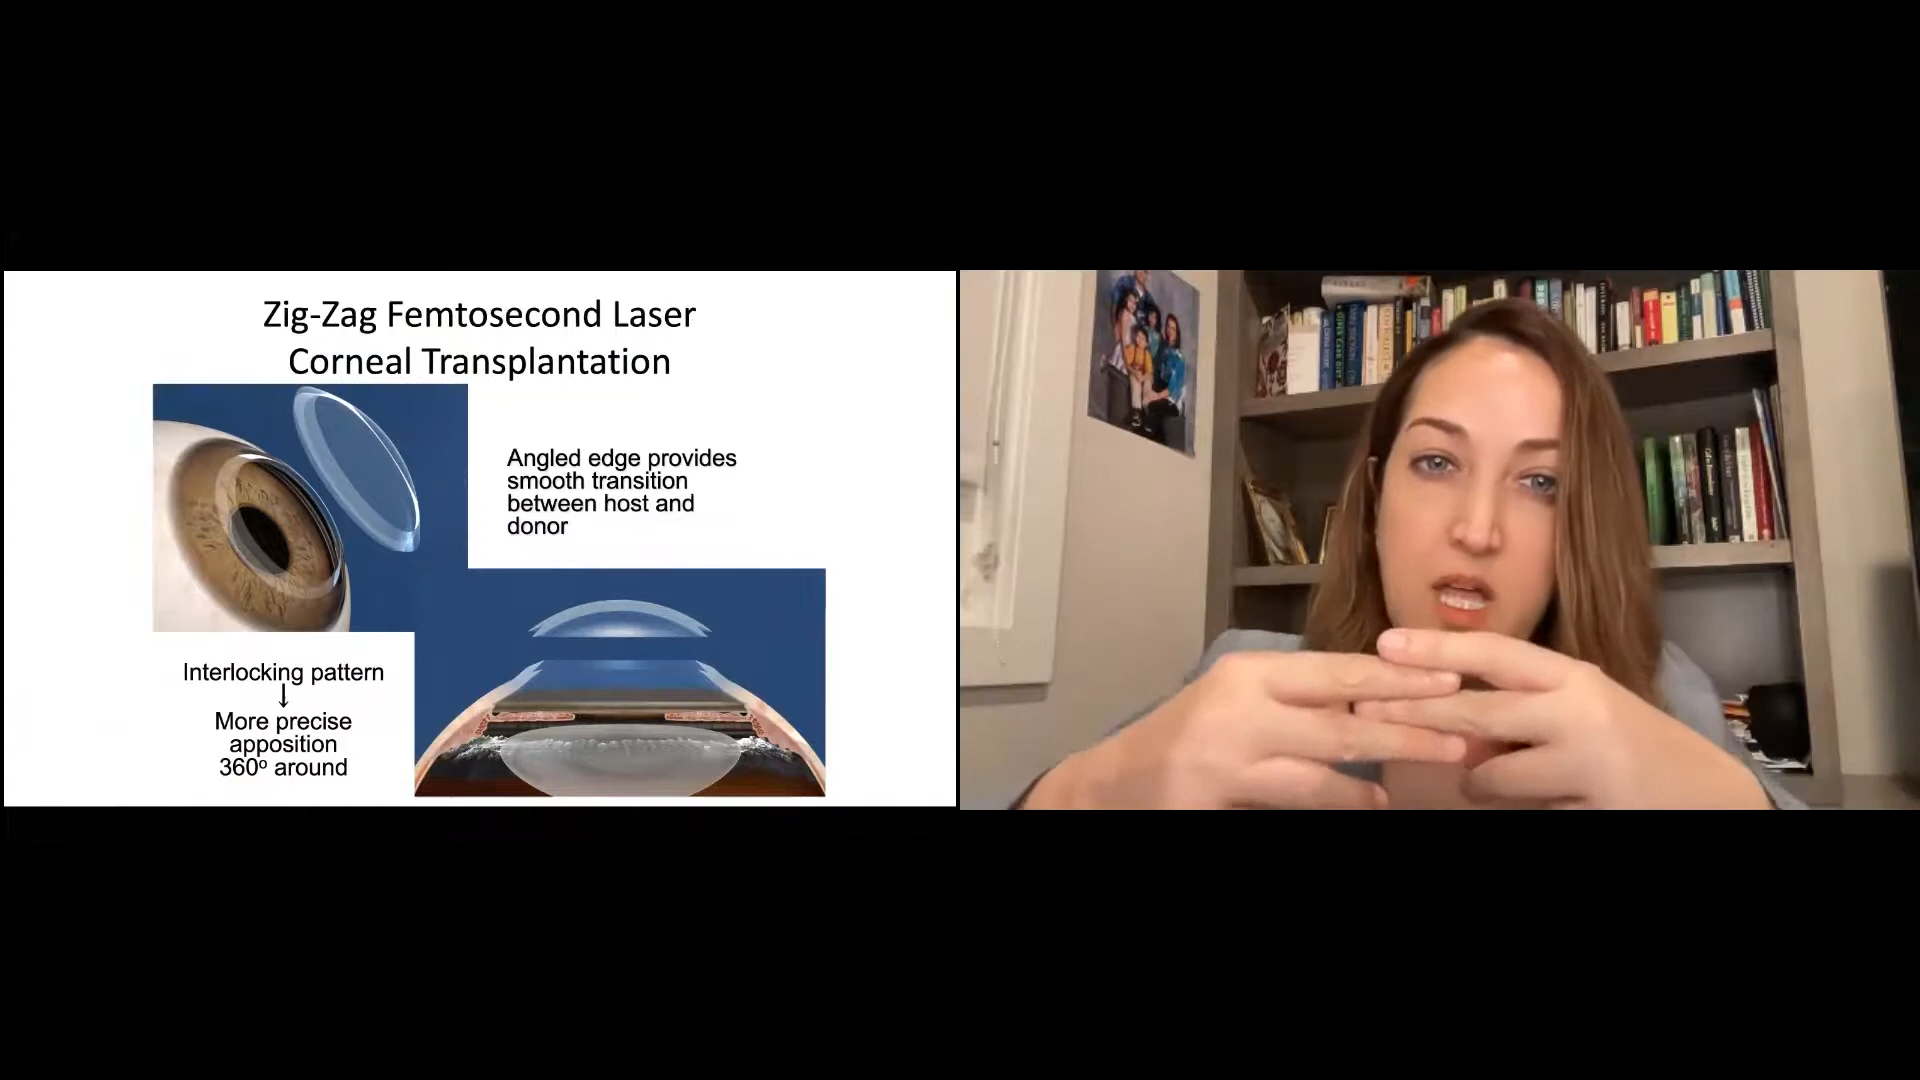 Zig-Zag Femtosecond Laser
Corneal Transplantation
Angled edge provides
smooth transition
between host and
donor
Interlocking pattern
↓
More precise
apposition
360º around